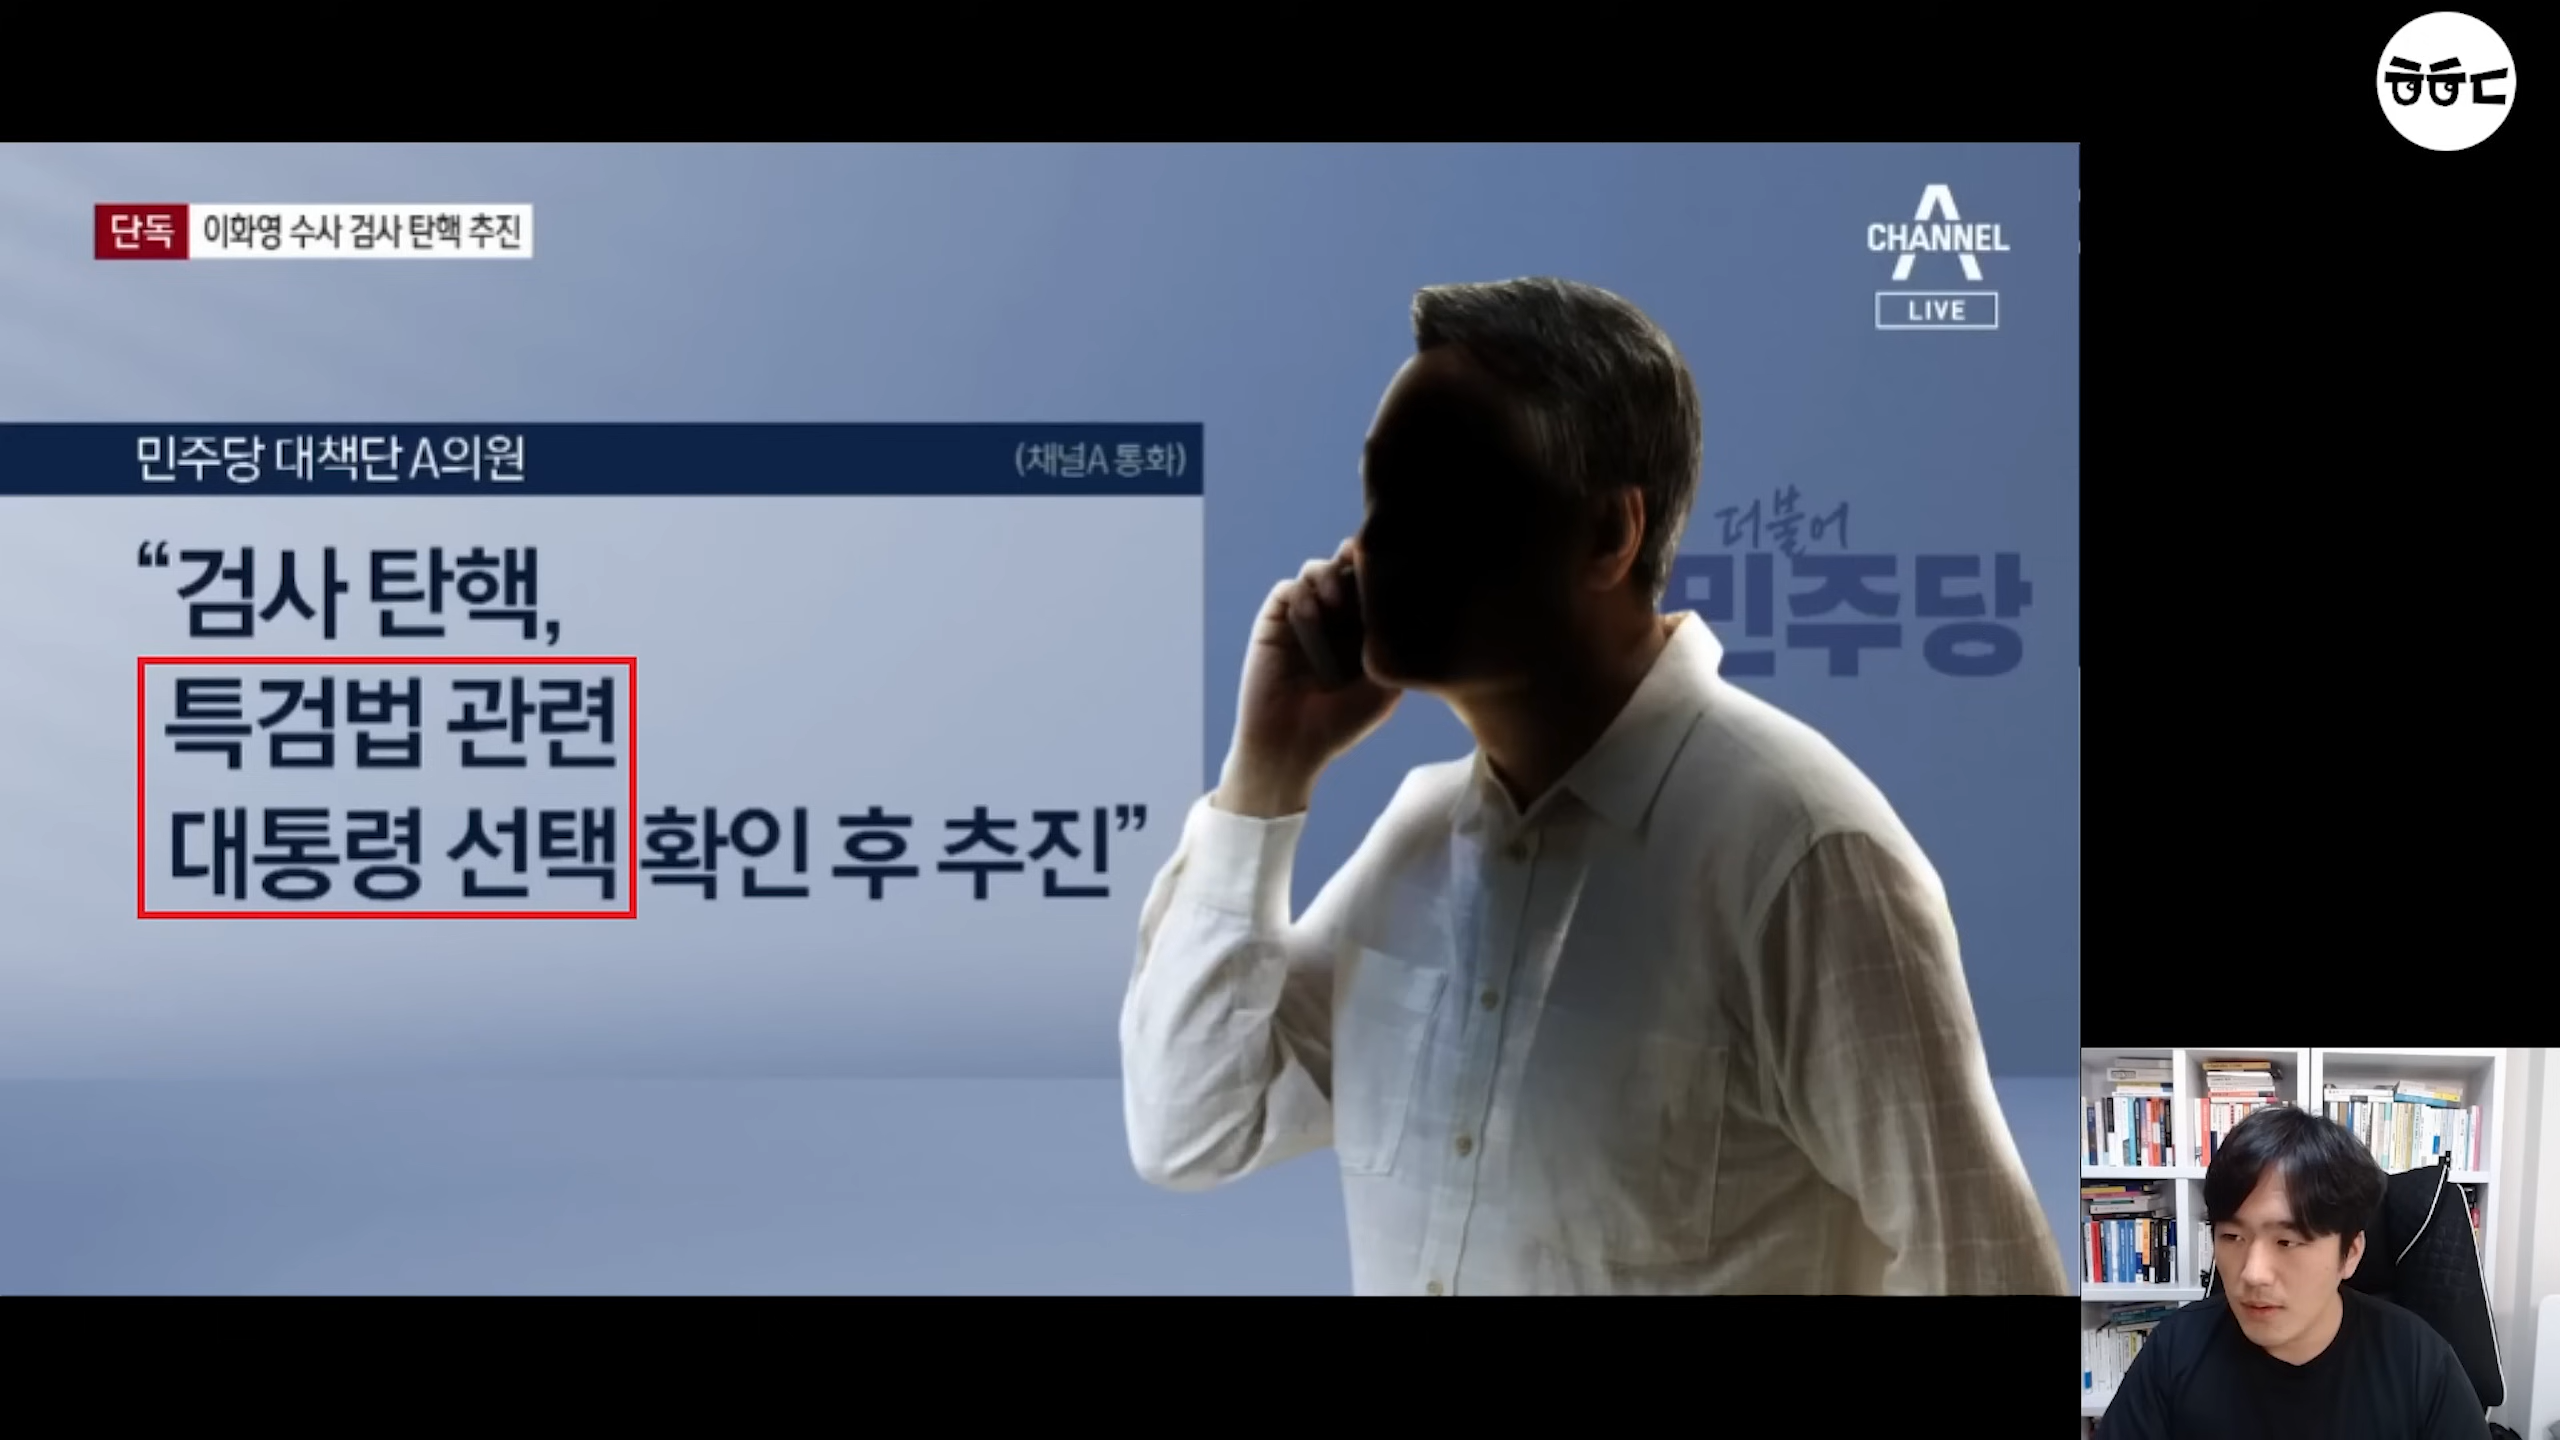 ㅎㅎㄷ
단독 이화영 수사 검사 탄핵 추진
CHANNEL A
LIVE
민주당 대책단 A의원 (채널A 통화)
“검사 탄핵,
특검법 관련
대통령 선택 확인 후 추진”
더불어
민주당